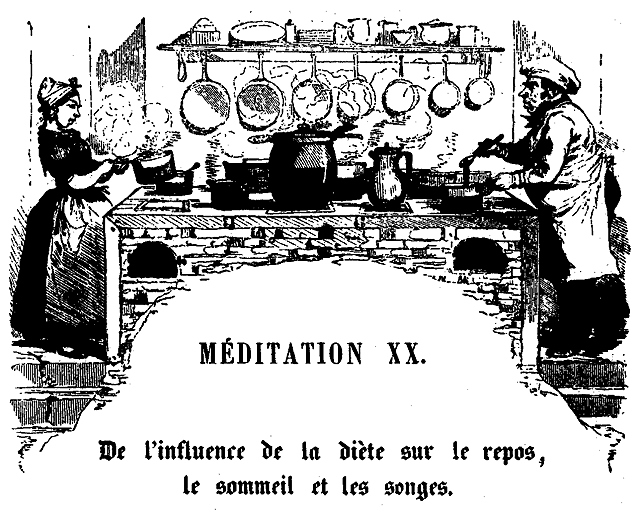 MÉDITATION XX.
De l'influence de la diète sur le repos,
le sommeil et les songes.